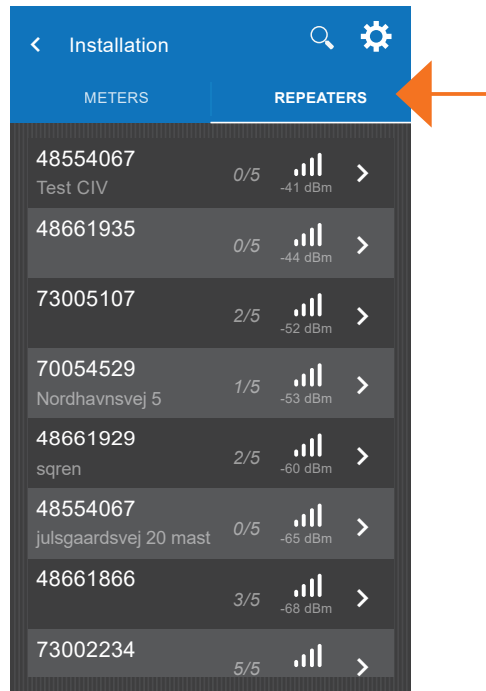 Installation
METERS REPEATERS
48554067
Test CIV
0/5
-41 dBm
48661935
0/5
-44 dBm
73005107
2/5
-52 dBm
70054529
Nordhavnsvej 5
1/5
-53 dBm
48661929
sqren
2/5
-60 dBm
48554067
julsgaardsvej 20 mast
0/5
-65 dBm
48661866
3/5
-68 dBm
73002234
5/5